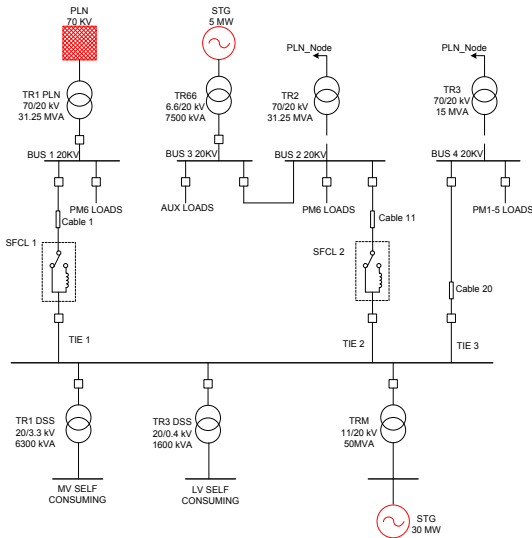 PLN
70 KV
STG
5 MW
PLN_Node
PLN_Node
TR1 PLN
70/20 kV
31.25 MVA
TR66
6.6/20 kV
7500 kVA
TR2
70/20 kV
31.25 MVA
TR3
70/20 kV
15 MVA
BUS 1 20KV
BUS 3 20KV
BUS 2 20KV
BUS 4 20KV
PM6 LOADS
AUX LOADS
PM6 LOADS
PM1-5 LOADS
Cable 1
Cable 11
SFCL 1
SFCL 2
Cable 20
TIE 1
TIE 2
TIE 3
TR1 DSS
20/3.3 kV
6300 kVA
TR3 DSS
20/0.4 kV
1600 kVA
TRM
11/20 kV
50MVA
MV SELF
CONSUMING
LV SELF
CONSUMING
STG
30 MW